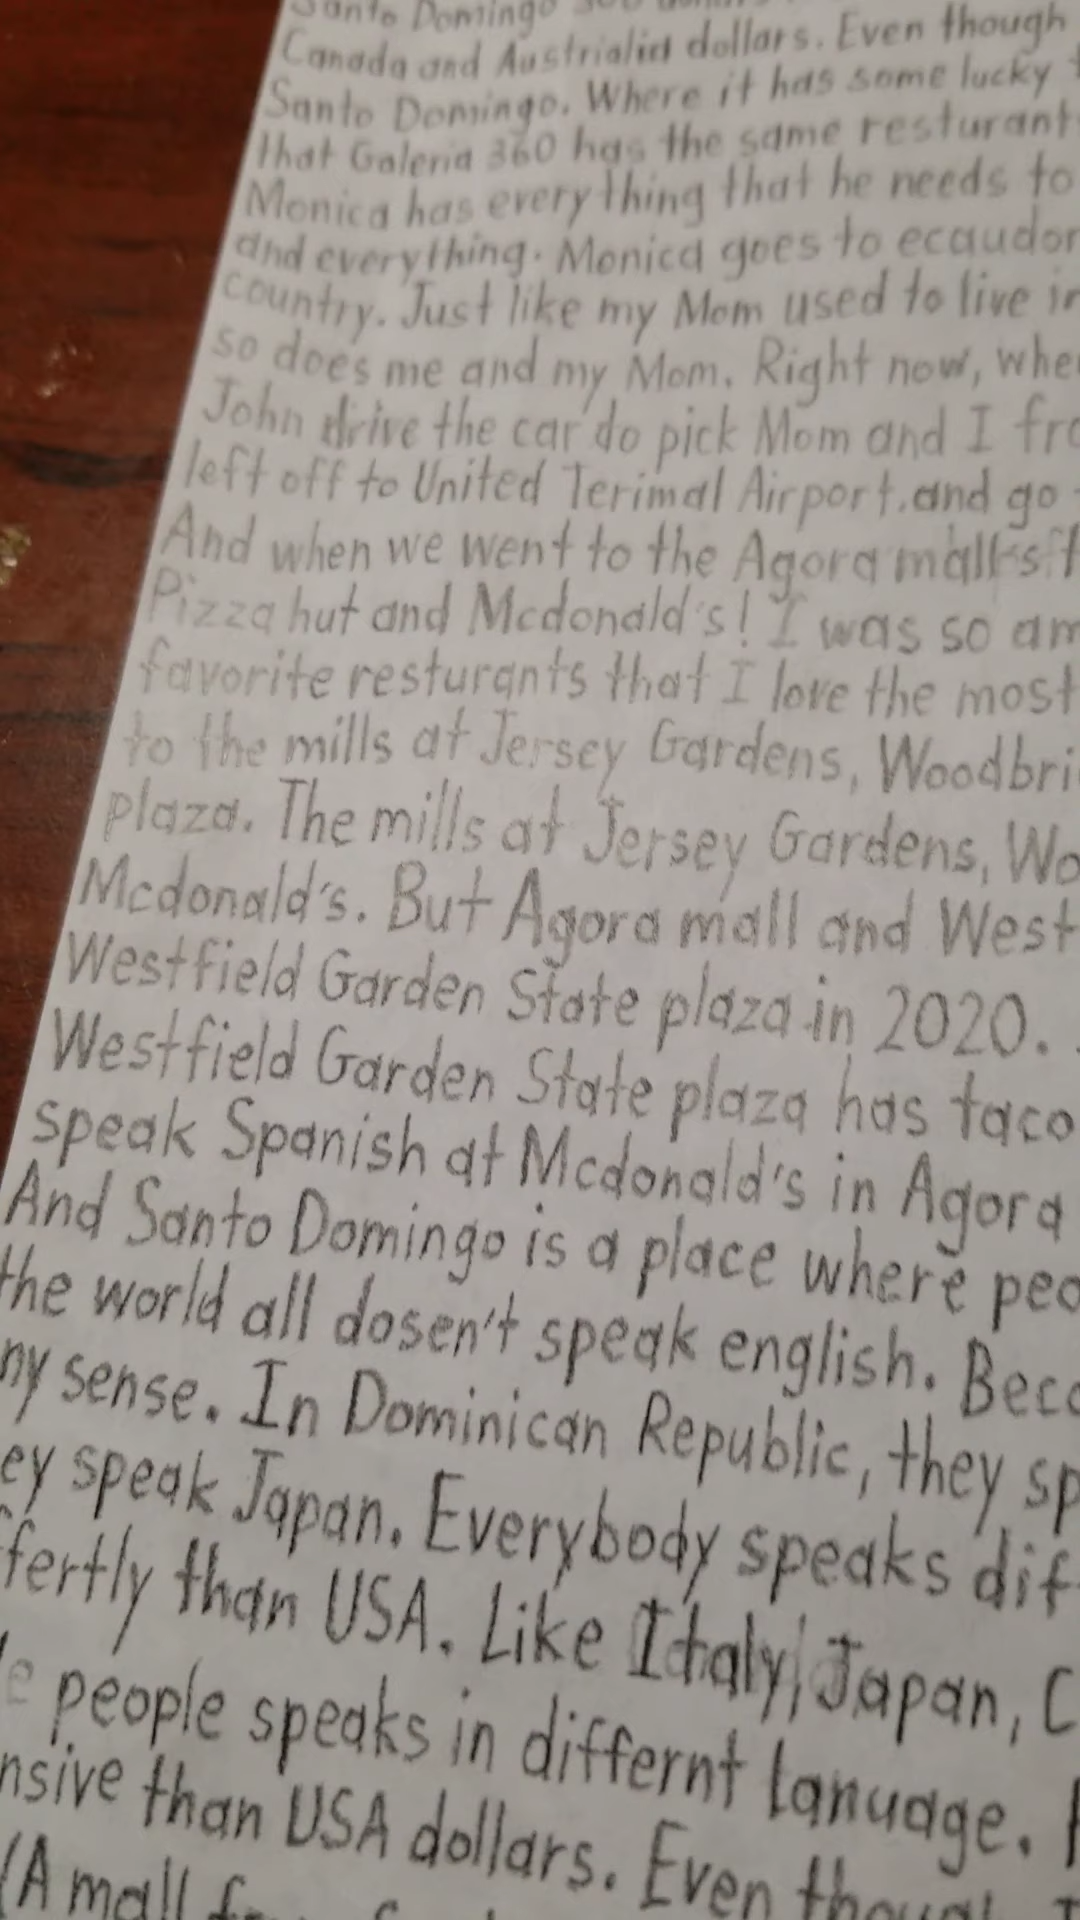 Santo Domingo 300
Canada and Austrialia dollars. Even though
Santo Domingo. Where it has some lucky
that Galeria 360 has the same resturant
Monica has everything that he needs to
and everything. Monica goes to ecaudor
country. Just like my Mom used to live in
so does me and my Mom. Right now, whe
John drive the car do pick Mom and I fro
left off to United Terimal Airport.and go
And when we went to the Agora mall's f
Pizza hut and Mcdonald's! I was so am
favorite resturants that I love the most
to the mills at Jersey Gardens, Woodbri
plaza. The mills at Jersey Gardens, Wo
Mcdonald's. But Agora mall and West
Westfield Garden State plaza in 2020.
Westfield Garden State plaza has taco
speak Spanish at Mcdonald's in Agora
And Santo Domingo is a place where peo
the world all dosen't speak english. Beca
ny sense. In Dominican Republic, they sp
ey speak Japan. Everybody speaks dif-
fertly than USA. Like Italy, Japan, C
e people speaks in differnt lanuage.
nsive than USA dollars. Even though
(A mall